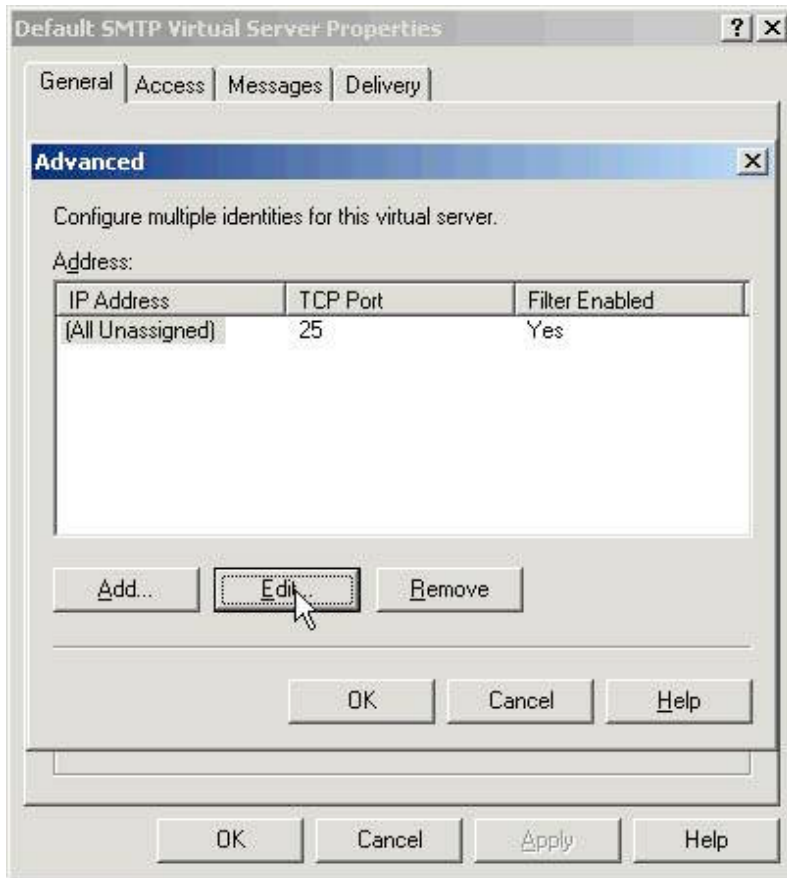 Default SMTP Virtual Server Properties
General Access Messages Delivery
Advanced
Configure multiple identities for this virtual server.
Address:
IP Address TCP Port Filter Enabled
(All Unassigned) 25 Yes
Add... Edit... Remove
OK Cancel Help
OK Cancel Apply Help